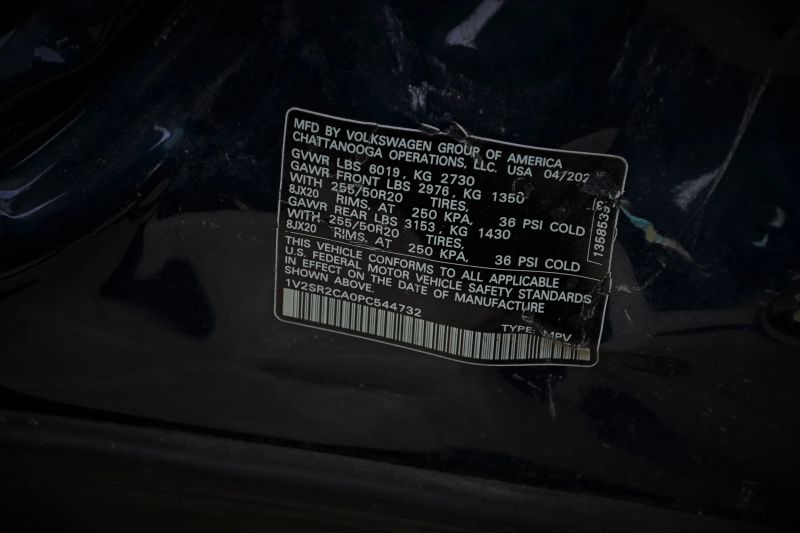 MFD BY VOLKSWAGEN GROUP OF AMERICA
CHATTANOOGA OPERATIONS, LLC. USA 04/202
GVWR LBS 6019 , KG 2730
GAWR FRONT LBS 2976 , KG 1350
WITH 255/50R20 TIRES,
8JX20 RIMS, AT 250 KPA, 36 PSI COLD
GAWR REAR LBS 3153 , KG 1430
WITH 255/50R20 TIRES,
8JX20 RIMS, AT 250 KPA, 36 PSI COLD
THIS VEHICLE CONFORMS TO ALL APPLICABLE
U.S. FEDERAL MOTOR VEHICLE SAFETY STANDARDS
IN EFFECT ON THE DATE OF MANUFACTURE
SHOWN ABOVE.
1V2SR2CA0PC544732
TYPE: MPV